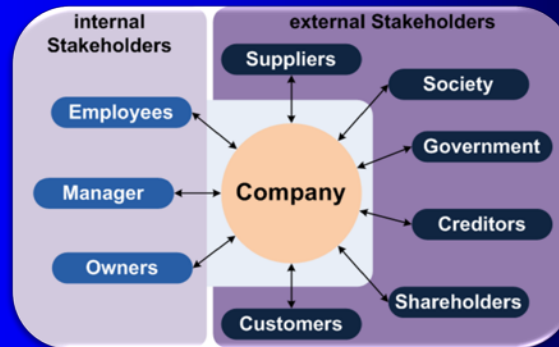 internal
Stakeholders
external Stakeholders
Suppliers
Society
Employees
Government
Manager
Company
Creditors
Owners
Shareholders
Customers